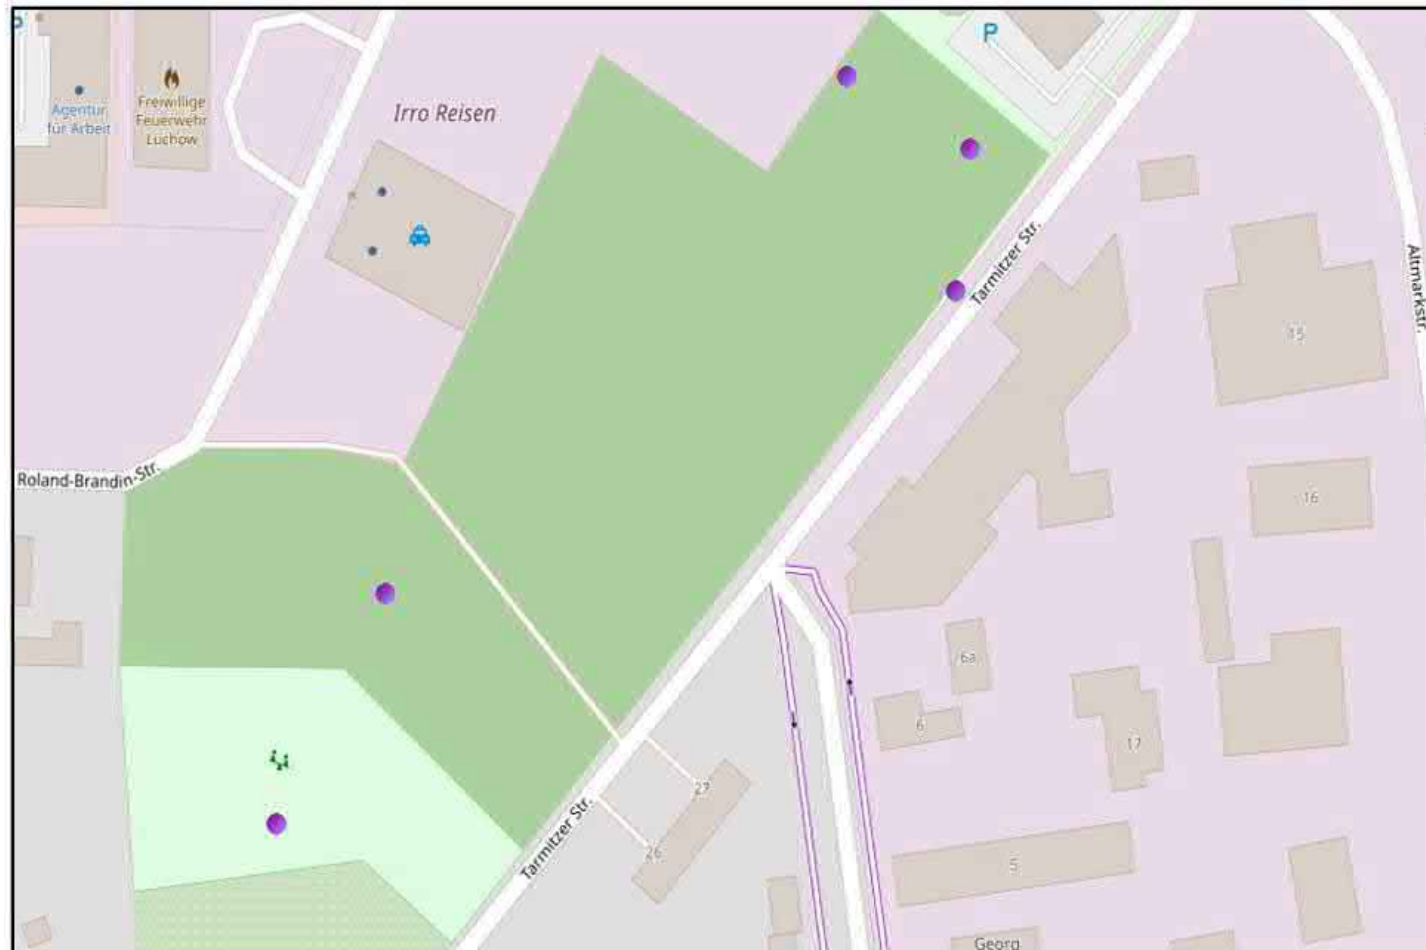 P
P
Irro Reisen
Agentur
für Arbeit
Freiwillige
Feuerwehr
Lüchow
Tarmitzer Str.
Altmarkstr.
15
Roland-Brandin-Str.
16
6a
6
17
27
26
Tarmitzer Str.
5
Georg